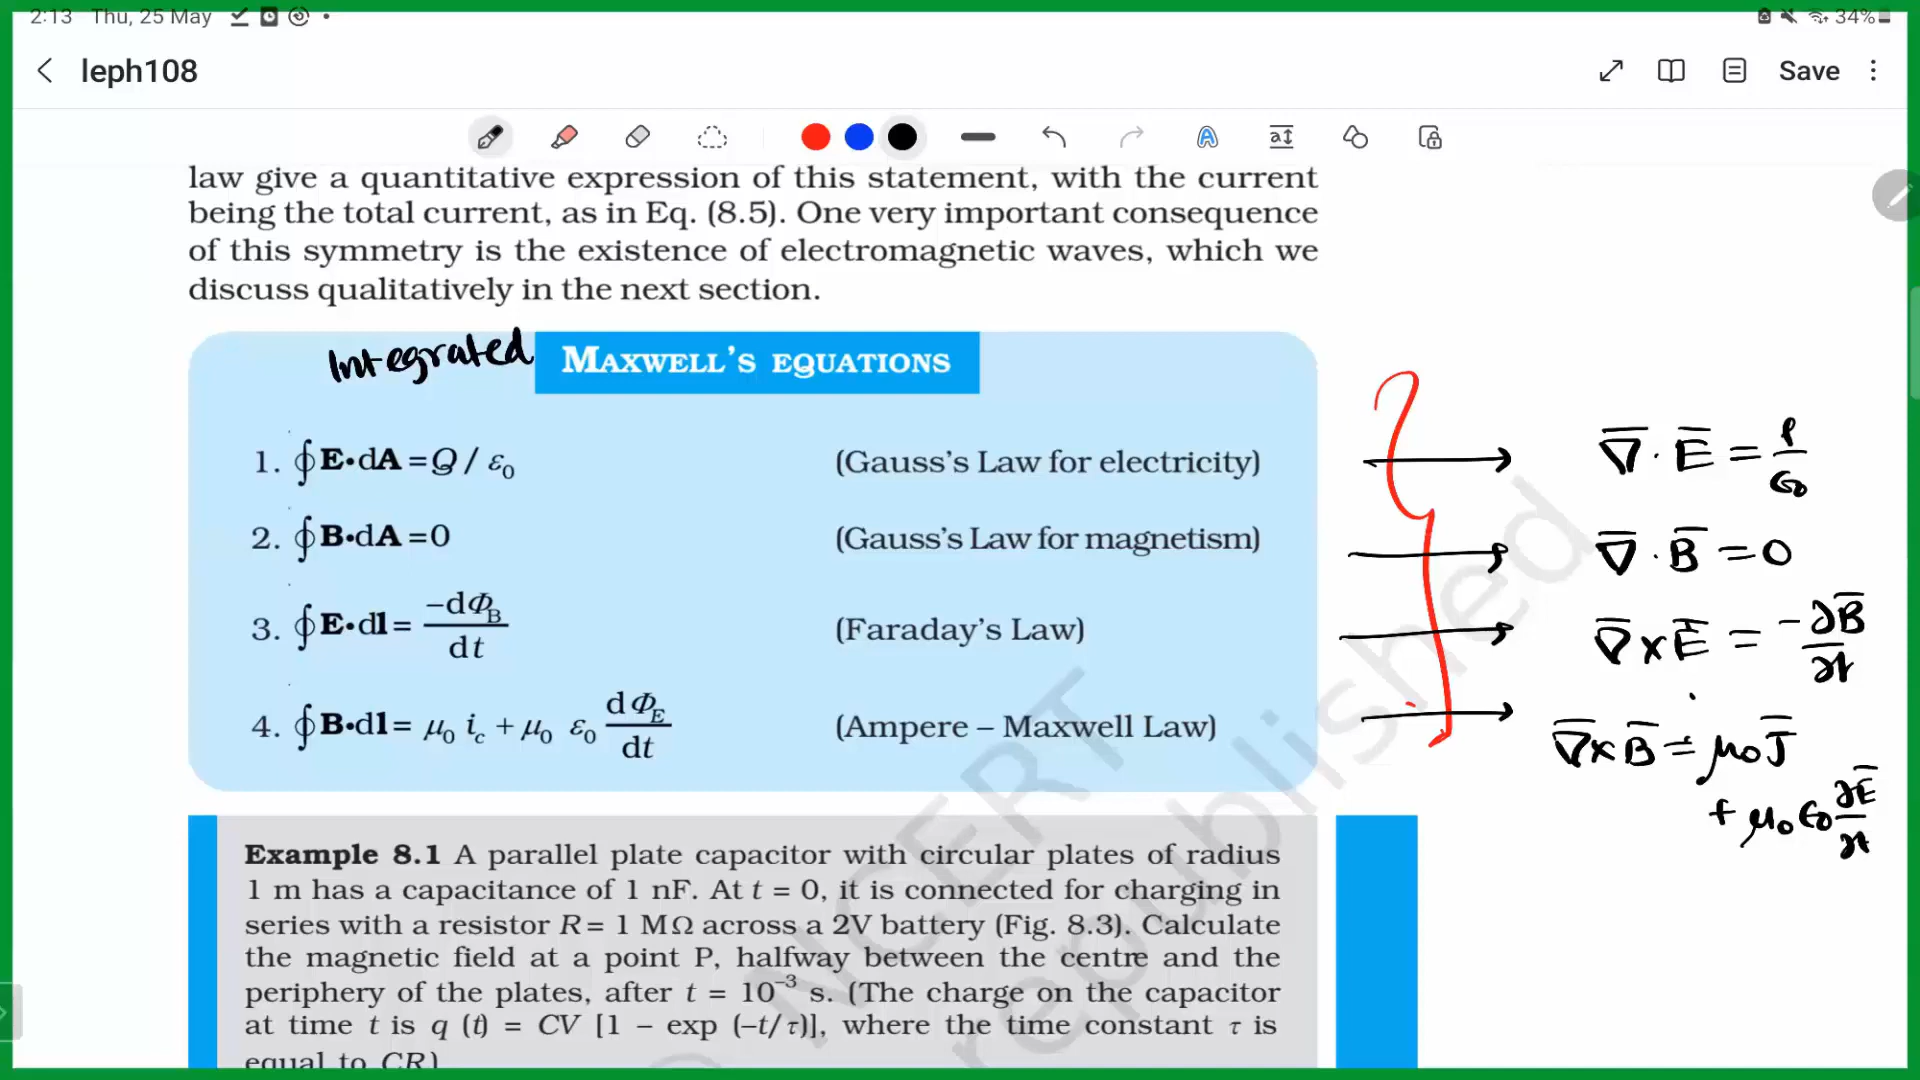 2:13 Thu, 25 May
34%
leph108
Save
law give a quantitative expression of this statement, with the current
being the total current, as in Eq. (8.5). One very important consequence
of this symmetry is the existence of electromagnetic waves, which we
discuss qualitatively in the next section.
Integrated MAXWELL'S EQUATIONS
1. ∮E•dA = Q / ε₀ (Gauss's Law for electricity) ∇̅ · E̅ = ρ/ε₀
2. ∮B•dA = 0 (Gauss's Law for magnetism) ∇̅ · B̅ = 0
3. ∮E•dl = −dΦ_B/dt (Faraday's Law) ∇̅ × E̅ = −∂B̅/∂t
4. ∮B•dl = μ₀ i_c + μ₀ ε₀ dΦ_E/dt (Ampere – Maxwell Law) ∇̅ × B̅ = μ₀ J̅
+ μ₀ ε₀ ∂E̅/∂t
Example 8.1 A parallel plate capacitor with circular plates of radius
1 m has a capacitance of 1 nF. At t = 0, it is connected for charging in
series with a resistor R = 1 MΩ across a 2V battery (Fig. 8.3). Calculate
the magnetic field at a point P, halfway between the centre and the
periphery of the plates, after t = 10⁻³ s. (The charge on the capacitor
at time t is q (t) = CV [1 – exp (–t/τ)], where the time constant τ is
equal to CR.)
NCERT
republished